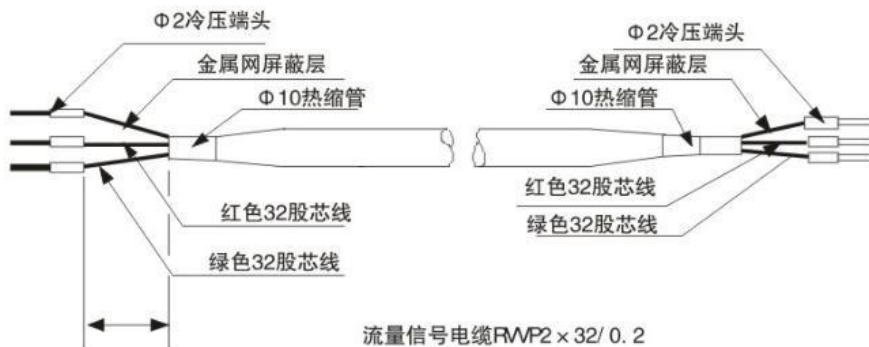 Φ2冷压端头
金属网屏蔽层
Φ10热缩管
红色32股芯线
绿色32股芯线
Φ2冷压端头
金属网屏蔽层
Φ10热缩管
红色32股芯线
绿色32股芯线
流量信号电缆RVVP2×32/0.2